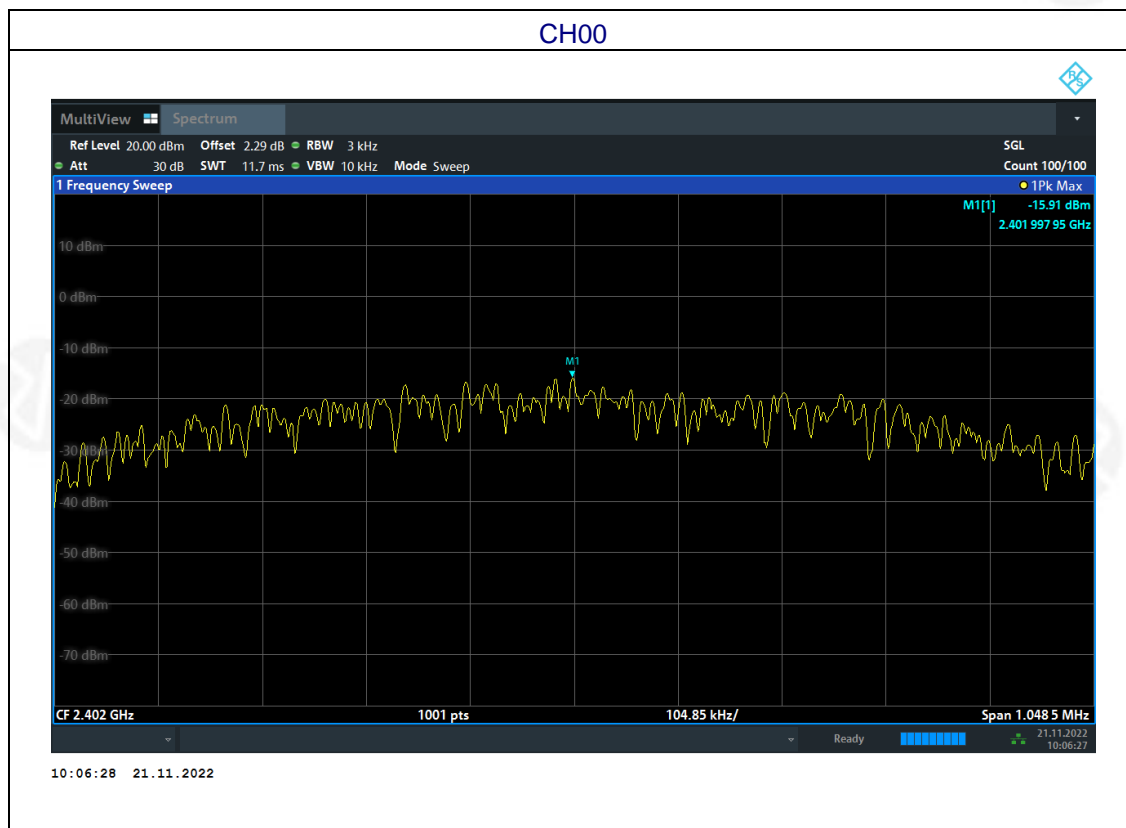 CH00
R S
MultiView Spectrum
Ref Level 20.00 dBm Offset 2.29 dB RBW 3 kHz SGL
Att 30 dB SWT 11.7 ms VBW 10 kHz Mode Sweep Count 100/100
1 Frequency Sweep 1Pk Max
M1[1] -15.91 dBm
2.401 997 95 GHz
10 dBm
0 dBm
-10 dBm
M1
-20 dBm
-30 dBm
-40 dBm
-50 dBm
-60 dBm
-70 dBm
CF 2.402 GHz 1001 pts 104.85 kHz/ Span 1.048 5 MHz
Ready 21.11.2022
10:06:27
10:06:28 21.11.2022